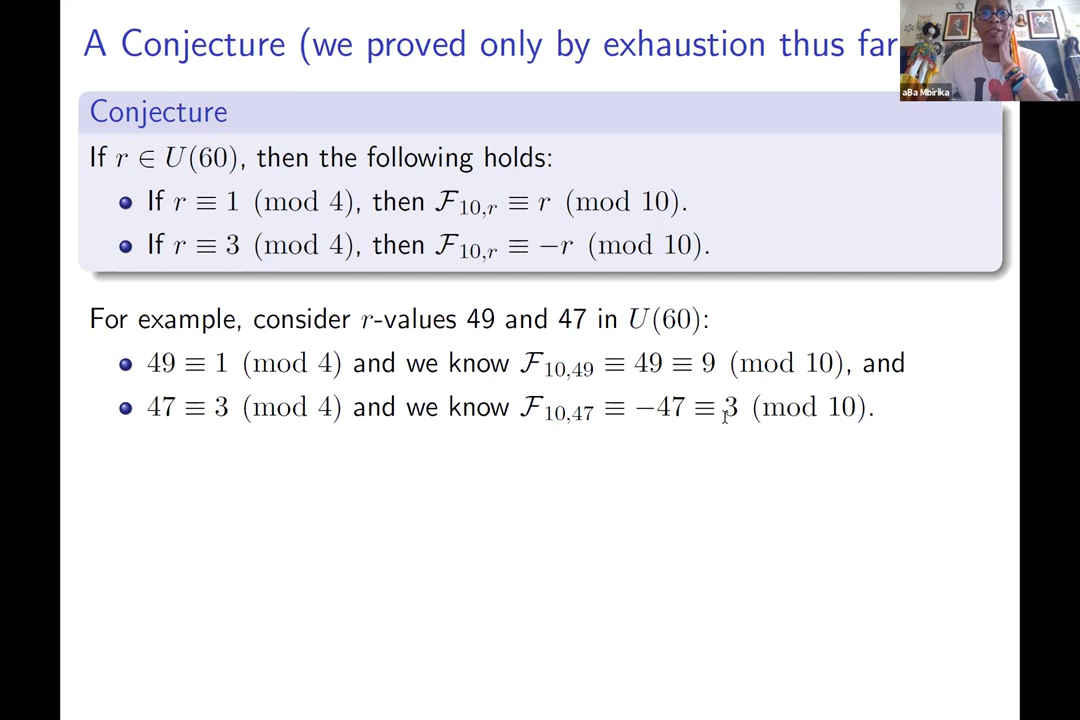 A Conjecture (we proved only by exhaustion thus far
aBa Mbirika
Conjecture
If r ∈ U(60), then the following holds:
If r ≡ 1 (mod 4), then ℱ₁₀,ᵣ ≡ r (mod 10).
If r ≡ 3 (mod 4), then ℱ₁₀,ᵣ ≡ −r (mod 10).
For example, consider r-values 49 and 47 in U(60):
49 ≡ 1 (mod 4) and we know ℱ₁₀,₄₉ ≡ 49 ≡ 9 (mod 10), and
47 ≡ 3 (mod 4) and we know ℱ₁₀,₄₇ ≡ −47 ≡ 3 (mod 10).